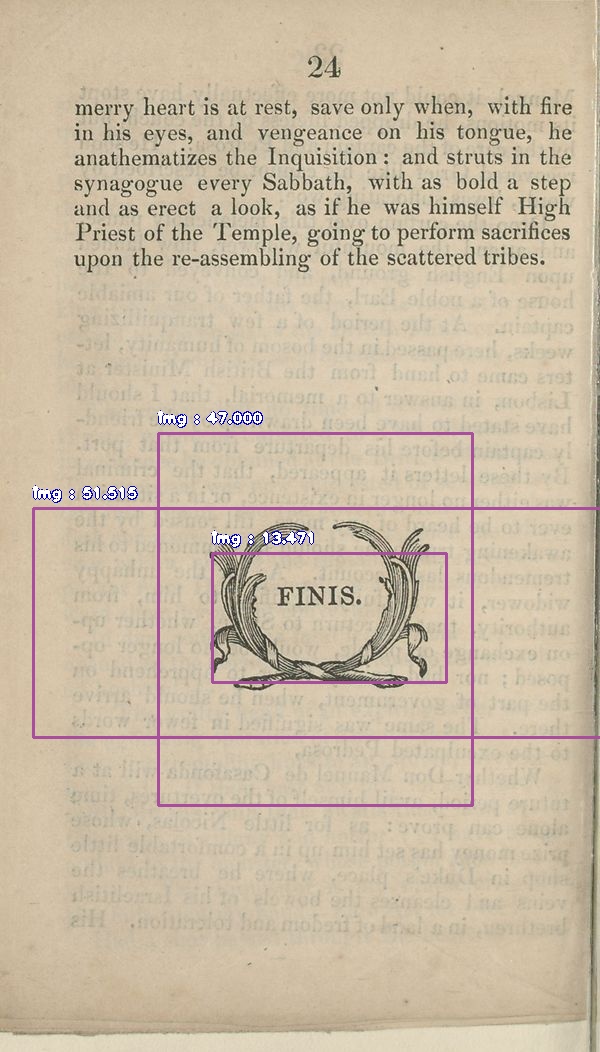 24
merry heart is at rest, save only when, with fire
in his eyes, and vengeance on his tongue, he
anathematizes the Inquisition : and struts in the
synagogue every Sabbath, with as bold a step
and as erect a look, as if he was himself High
Priest of the Temple, going to perform sacrifices
upon the re-assembling of the scattered tribes.
img : 47.000
img : 51.515
img : 13.471
FINIS.